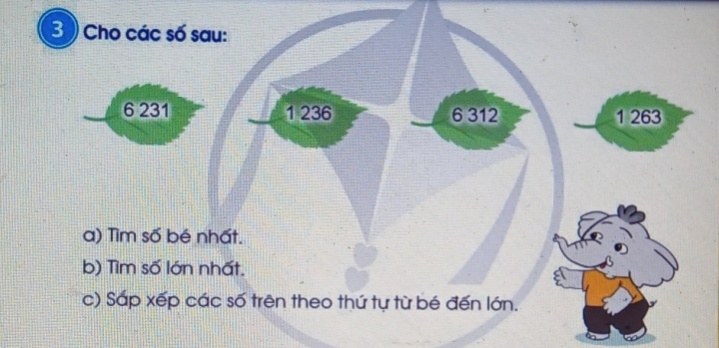 3 Cho các số sau:
6 231 1 236 6 312 1 263
a) Tìm số bé nhất.
b) Tìm số lớn nhất.
c) Sắp xếp các số trên theo thứ tự từ bé đến lớn.